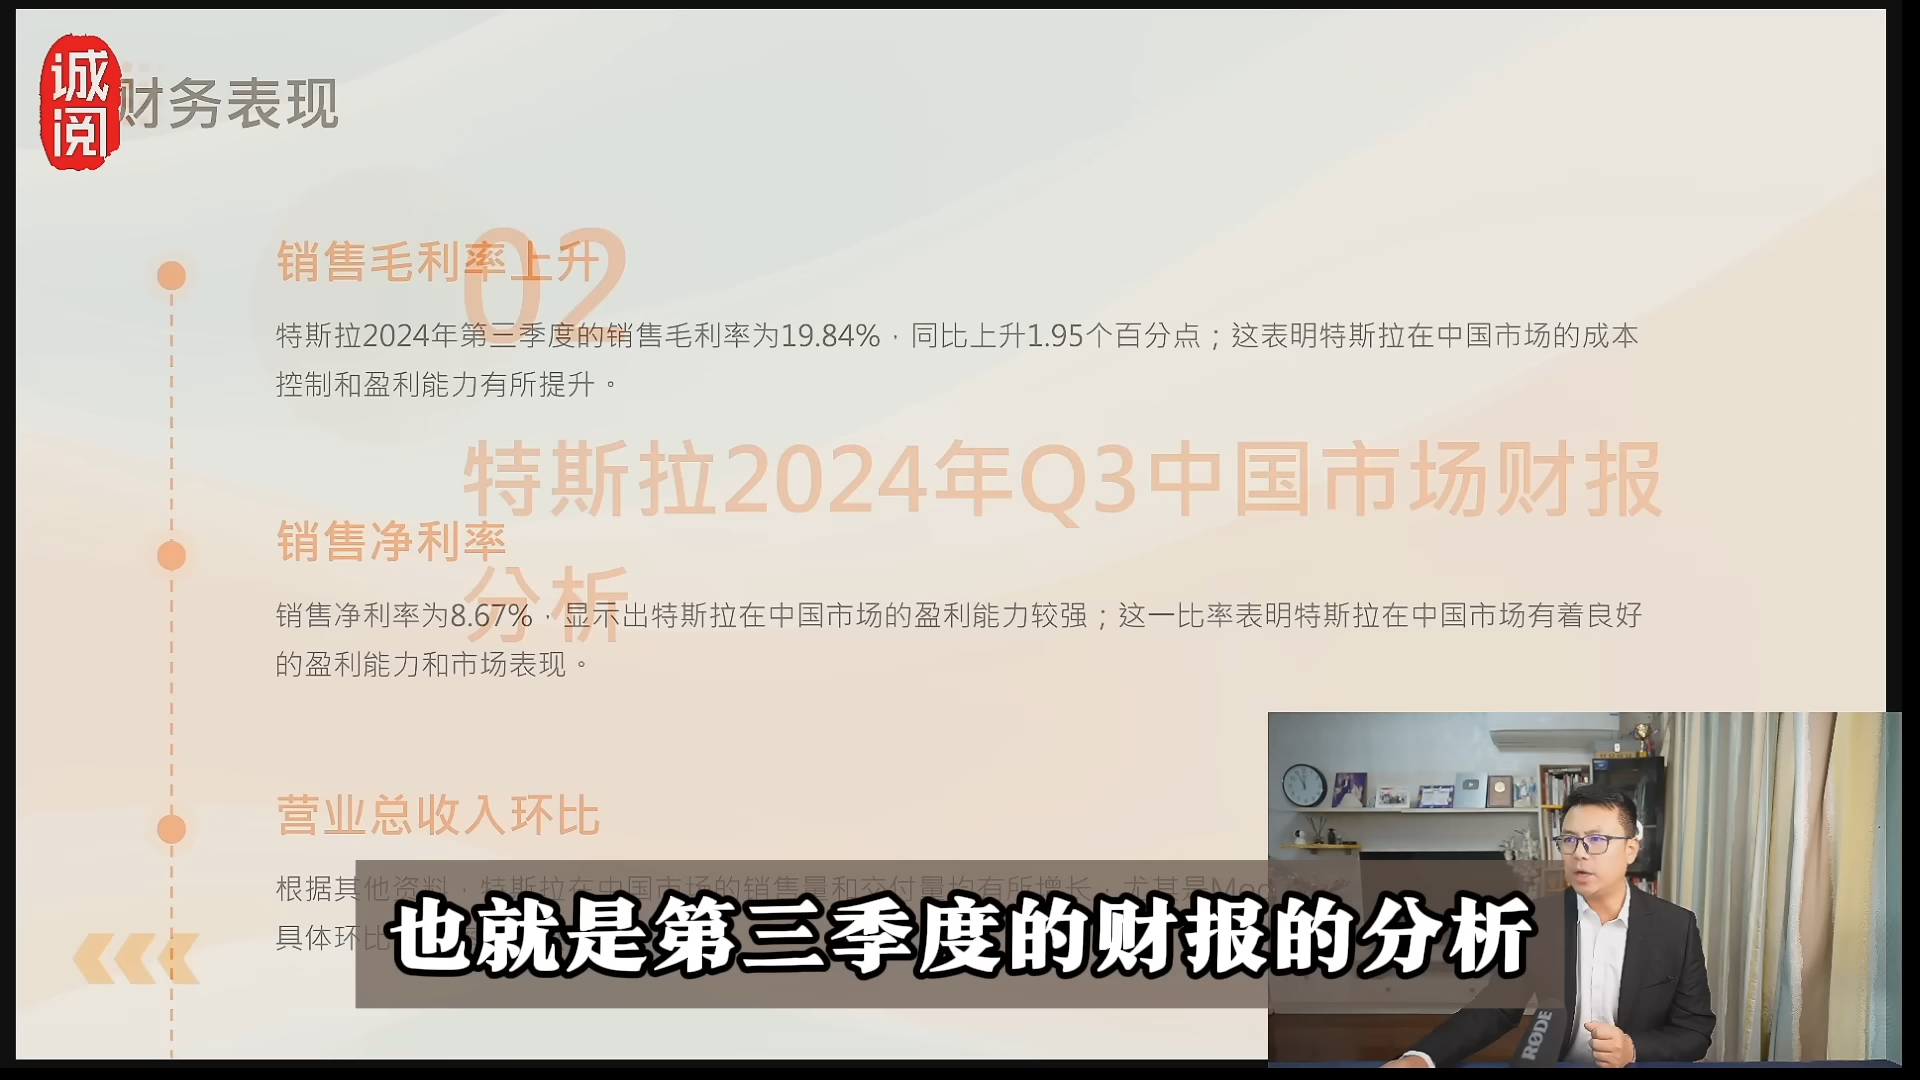 诚阅
财务表现
02
销售毛利率上升
特斯拉2024年第三季度的销售毛利率为19.84%，同比上升1.95个百分点；这表明特斯拉在中国市场的成本
控制和盈利能力有所提升。
特斯拉2024年Q3中国市场财报
分析
销售净利率
销售净利率为8.67%，显示出特斯拉在中国市场的盈利能力较强；这一比率表明特斯拉在中国市场有着良好
的盈利能力和市场表现。
营业总收入环比
根据其他资料，特斯拉在中国市场的销售量和交付量均有所增长，尤其是Mod
具体环比
也就是第三季度的财报的分析
RØDE